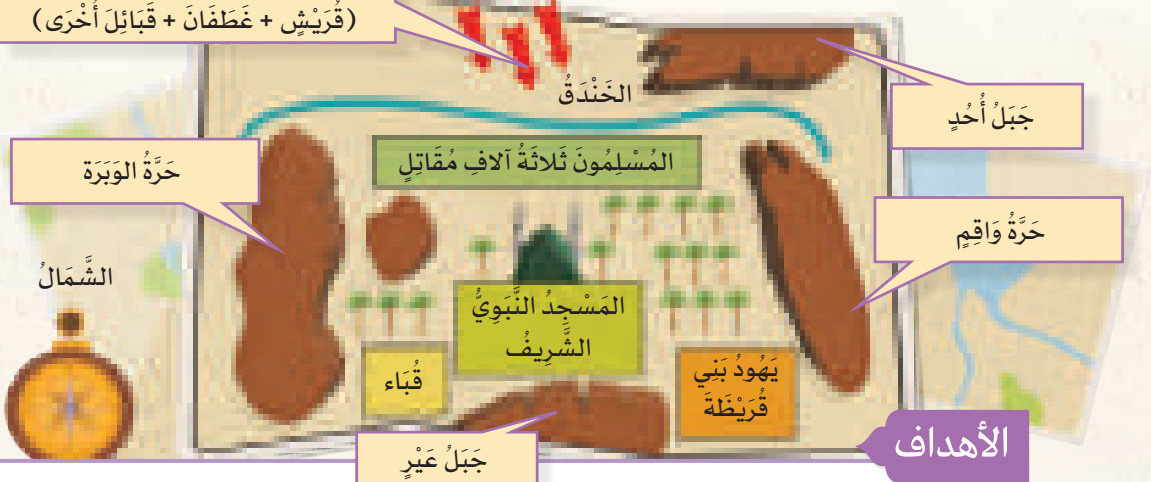 (قُرَيْشٍ + غَطَفَانَ + قَبَائِلَ أُخْرَى)
الخَنْدَقُ
جَبَلُ أُحُدٍ
المُسْلِمُونَ ثَلاثَةُ آلافِ مُقَاتِلٍ
حَرَّةُ الوَبَرَة
حَرَّةُ وَاقِمٍ
الشَّمَالُ
المَسْجِدُ النَّبَوِيُّ
الشَّرِيفُ
قُبَاء
يَهُودُ بَنِي
قُرَيْظَةَ
جَبَلُ عَيْرٍ
الأهداف